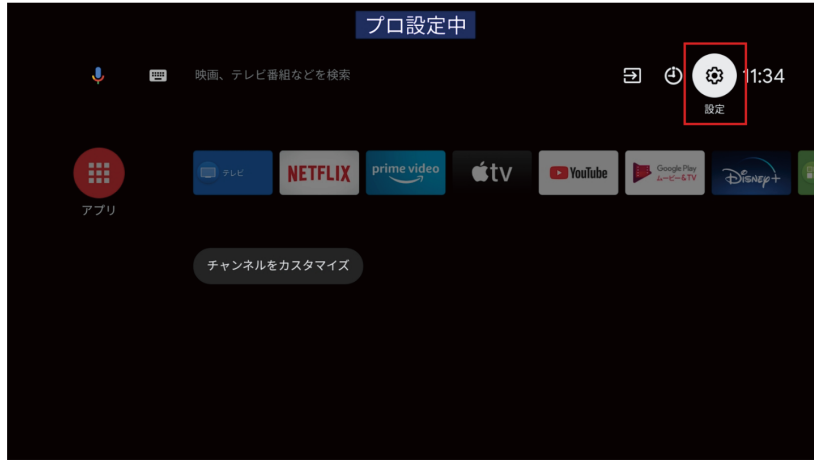 プロ設定中
映画、テレビ番組などを検索
11:34
設定
テレビ
NETFLIX
prime video
tv
YouTube
Google Play
ムービー&TV
Disney+
アプリ
チャンネルをカスタマイズ